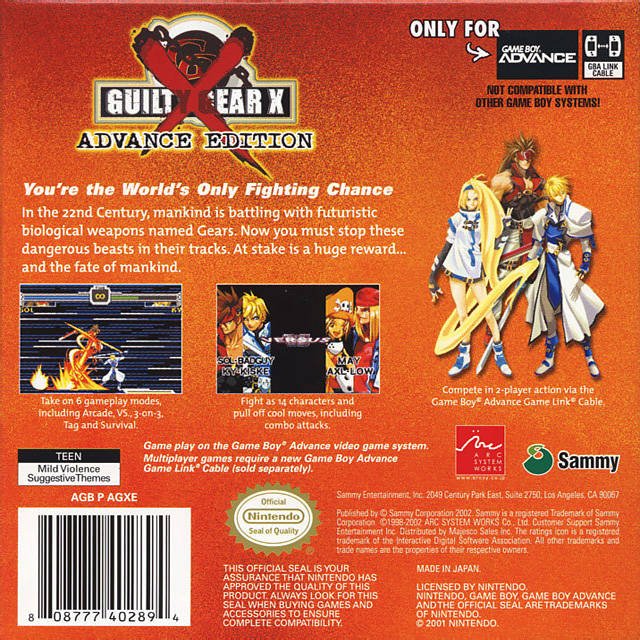 ONLY FOR
GAME BOY
ADVANCE
GBA LINK
CABLE
NOT COMPATIBLE WITH
OTHER GAME BOY SYSTEMS!
GUILTY GEAR X
ADVANCE EDITION
You're the World's Only Fighting Chance
In the 22nd Century, mankind is battling with futuristic
biological weapons named Gears. Now you must stop these
dangerous beasts in their tracks. At stake is a huge reward...
and the fate of mankind.
SOL
KY
SOL-BADGUY
KY-KISKE
VERSUS
MAY
AXL-LOW
Take on 6 gameplay modes,
including Arcade, VS., 3-on-3,
Tag and Survival.
Fight as 14 characters and
pull off cool moves, including
combo attacks.
Compete in 2-player action via the
Game Boy® Advance Game Link® Cable.
Game play on the Game Boy® Advance video game system.
Multiplayer games require a new Game Boy Advance
Game Link® Cable (sold separately).
TEEN
Mild Violence
Suggestive Themes
AGB P AGXE
ARC
SYSTEM
WORKS
www.arcsy.co.jp
Sammy
Official
Nintendo
Seal of Quality
Sammy Entertainment, Inc. 2049 Century Park East, Suite 2750, Los Angeles, CA 90067
Published by © Sammy Corporation 2002. Sammy is a registered Trademark of Sammy
Corporation. ©1998-2002 ARC SYSTEM WORKS Co., Ltd. Customer Support Sammy
Entertainment Inc. Distributed by Majesco Sales Inc. The ratings icon is a registered
trademark of the Interactive Digital Software Association. All other trademarks and
trade names are the properties of their respective owners.
THIS OFFICIAL SEAL IS YOUR
ASSURANCE THAT NINTENDO HAS
APPROVED THE QUALITY OF THIS
PRODUCT. ALWAYS LOOK FOR THIS
SEAL WHEN BUYING GAMES AND
ACCESSORIES TO ENSURE
COMPLETE COMPATIBILITY.
MADE IN JAPAN.
LICENSED BY NINTENDO.
NINTENDO, GAME BOY, GAME BOY ADVANCE
AND THE OFFICIAL SEAL ARE TRADEMARKS
OF NINTENDO.
© 2001 NINTENDO.
8 08777 40289 4